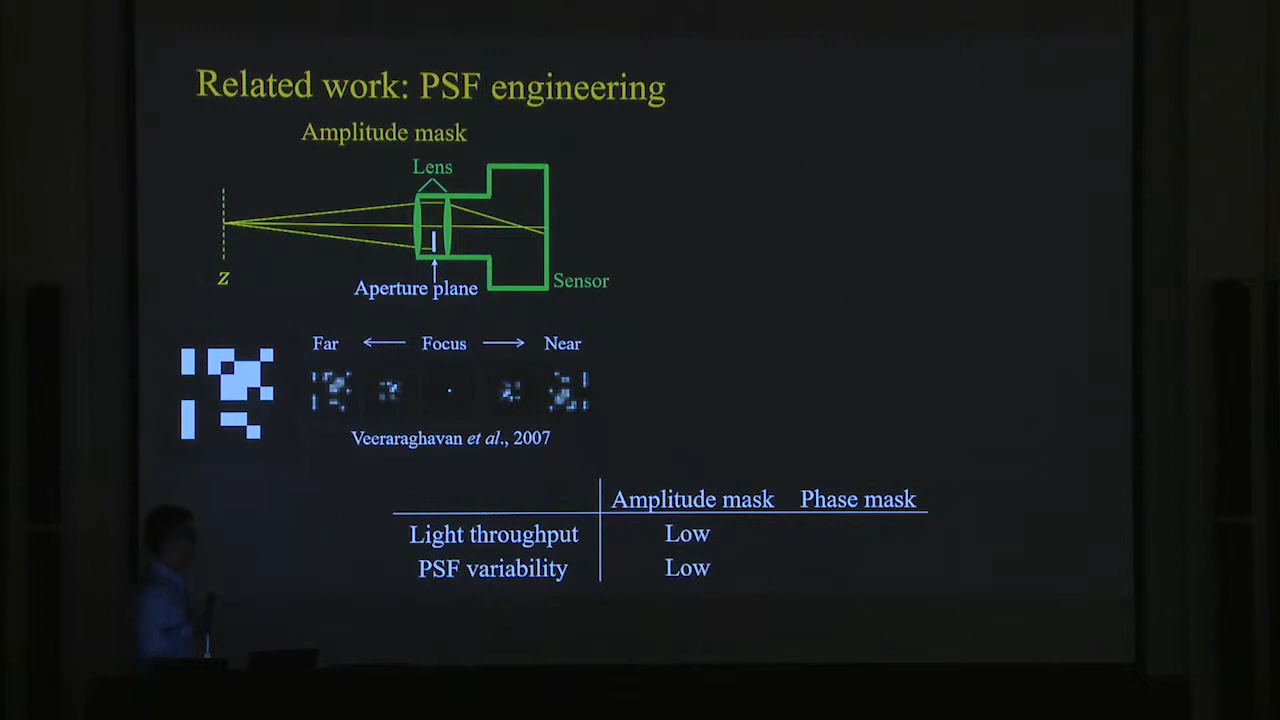 Related work: PSF engineering
Amplitude mask
Lens
z
Aperture plane
Sensor
Far ← Focus → Near
Veeraraghavan et al., 2007
Amplitude mask Phase mask
Light throughput Low
PSF variability Low